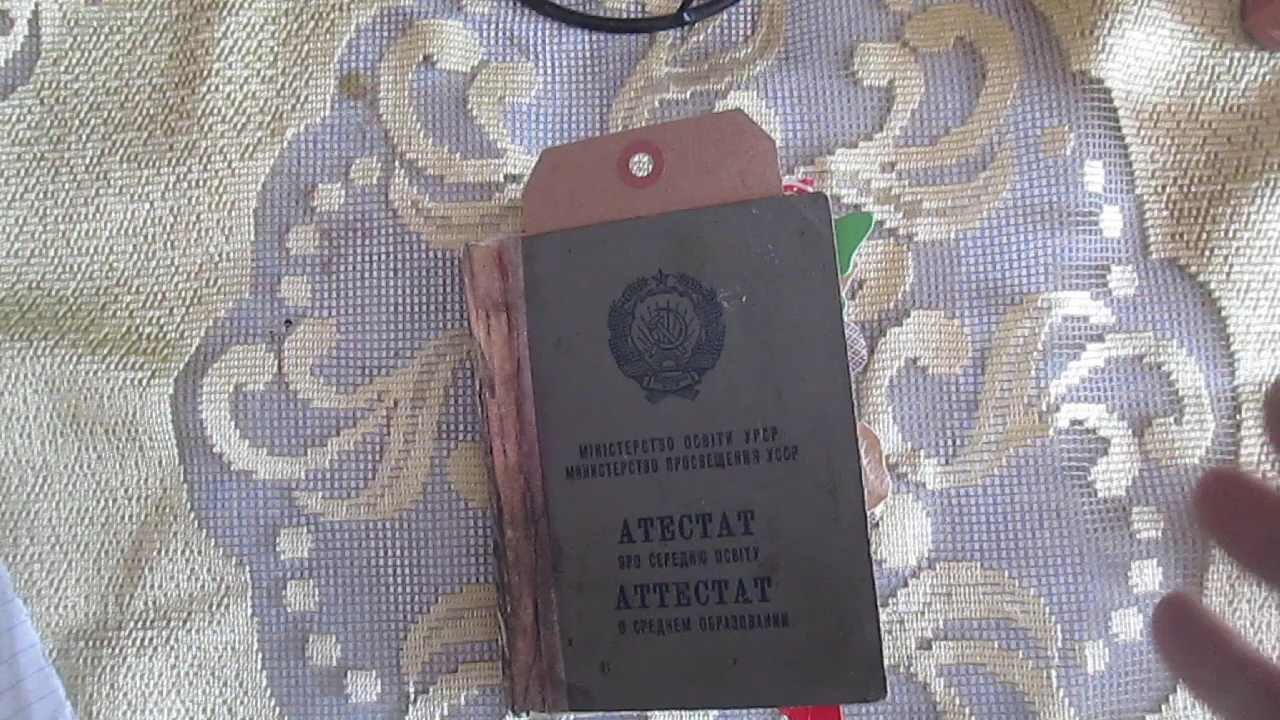 МІНІСТЕРСТВО ОСВІТИ УРСР
МИНИСТЕРСТВО ПРОСВЕЩЕНИЯ УССР
АТЕСТАТ
ПРО СЕРЕДНЮ ОСВІТУ
АТТЕСТАТ
О СРЕДНЕМ ОБРАЗОВАНИИ